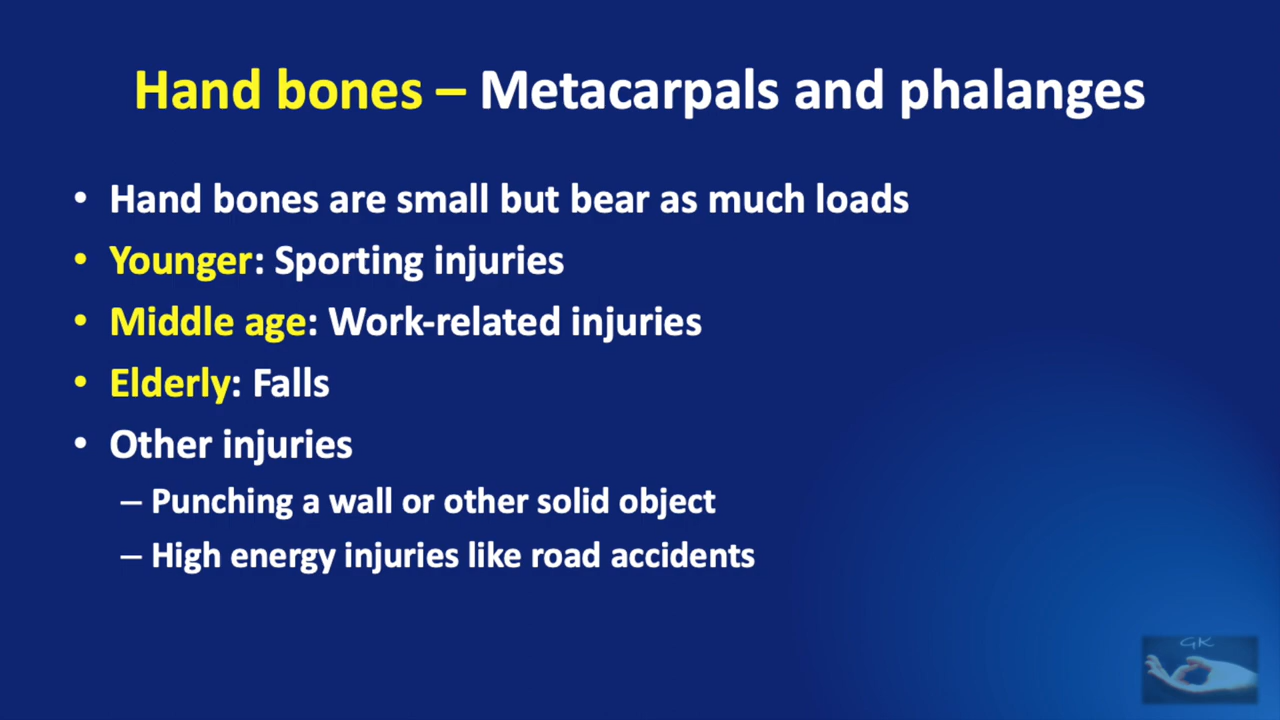 Hand bones – Metacarpals and phalanges
• Hand bones are small but bear as much loads
• Younger: Sporting injuries
• Middle age: Work-related injuries
• Elderly: Falls
• Other injuries
– Punching a wall or other solid object
– High energy injuries like road accidents
GK